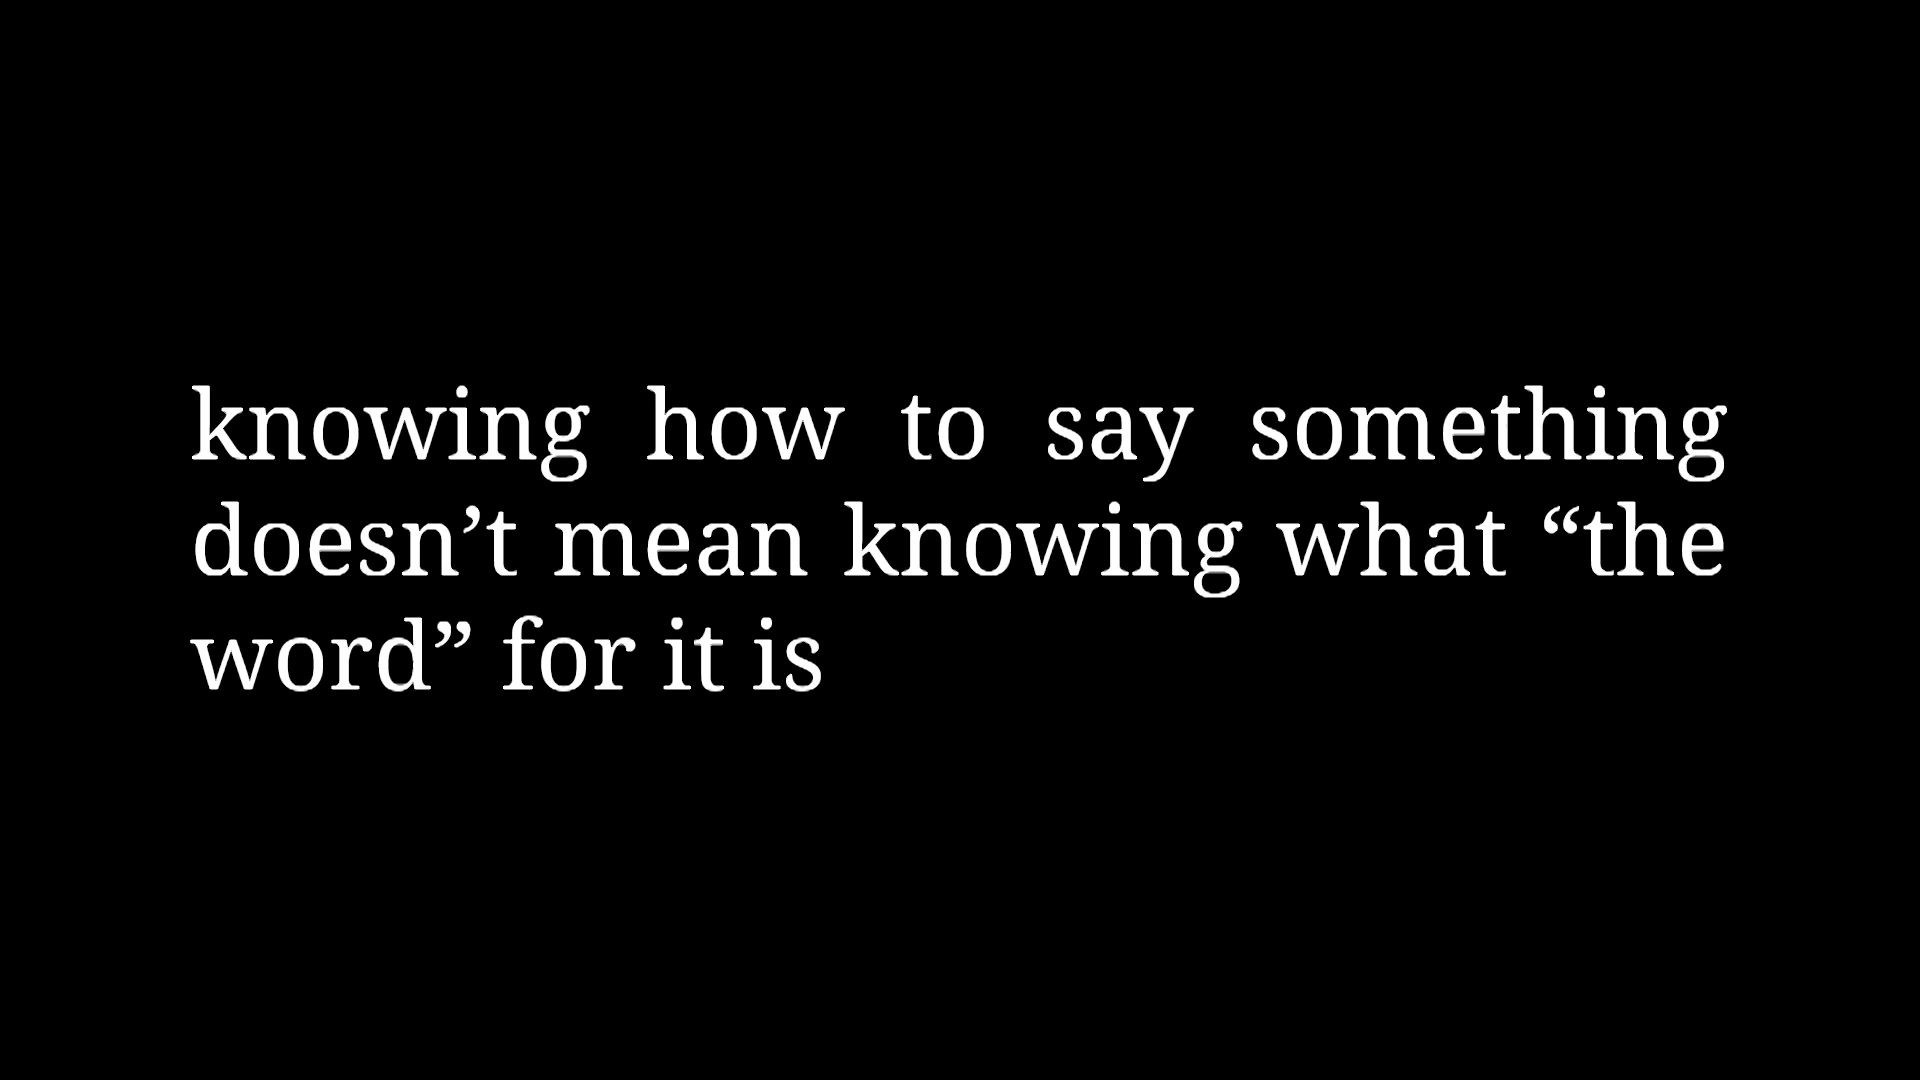 knowing how to say something
doesn’t mean knowing what “the
word” for it is